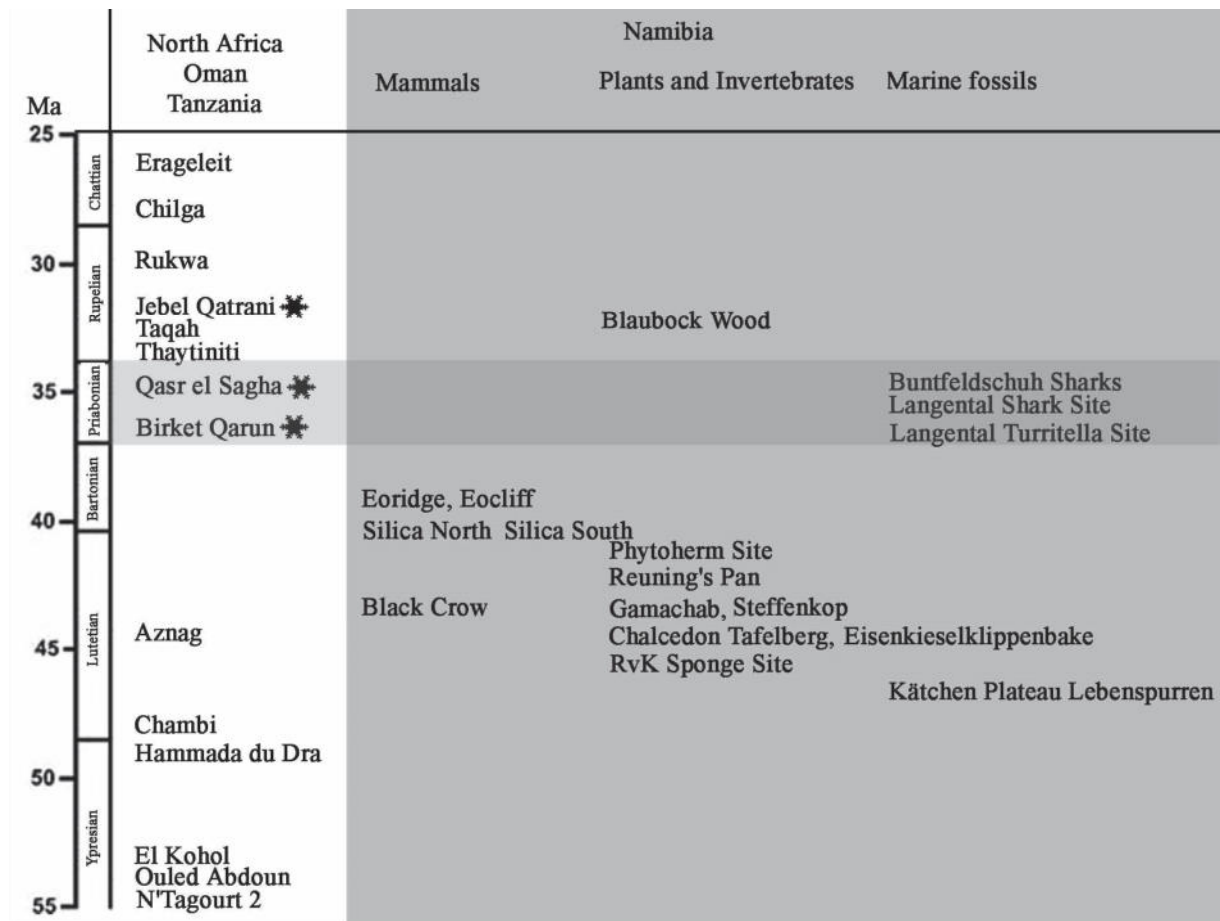 North Africa
Oman
Tanzania
Namibia
Mammals
Plants and Invertebrates
Marine fossils
Ma
25
30
35
40
45
50
55
Chattian
Rupelian
Priabonian
Bartonian
Lutetian
Ypresian
Erageleit
Chilga
Rukwa
Jebel Qatrani
Taqah
Thaytiniti
Qasr el Sagha
Birket Qarun
Aznag
Chambi
Hammada du Dra
El Kohol
Ouled Abdoun
N'Tagourt 2
Eoridge, Eocliff
Silica North Silica South
Black Crow
Blaubock Wood
Phytoherm Site
Reuning's Pan
Gamachab, Steffenkop
Chalcedon Tafelberg, Eisenkieselklippenbake
RvK Sponge Site
Buntfeldschuh Sharks
Langental Shark Site
Langental Turritella Site
Kätchen Plateau Lebenspurren